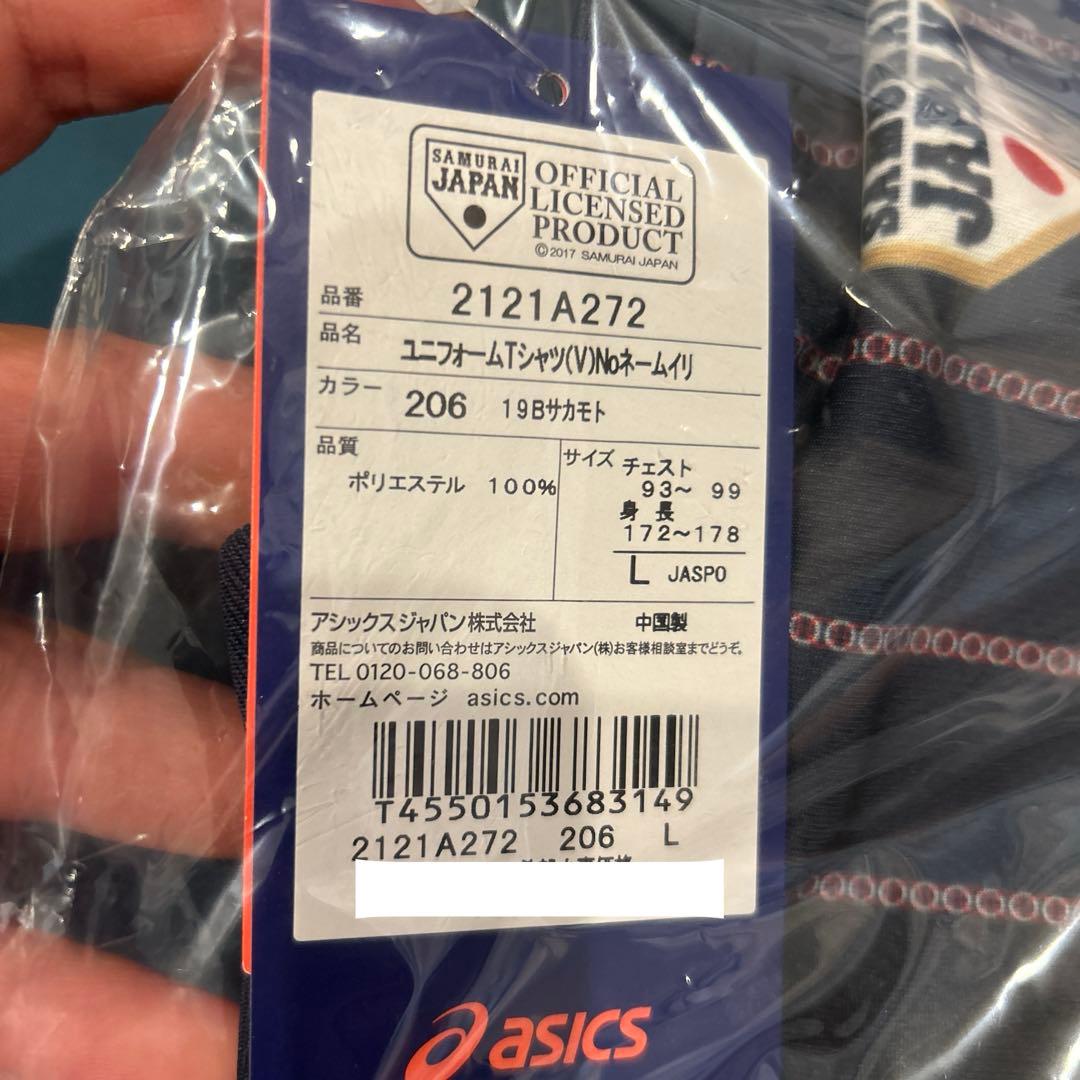 SAMURAI
JAPAN
OFFICIAL
LICENSED
PRODUCT
©2017 SAMURAI JAPAN
品番 2121A272
品名 ユニフォームTシャツ(V)Noネームイリ
カラー 206 19Bサカモト
品質 ポリエステル 100%
サイズ チェスト
93～ 99
身 長
172～178
L JASPO
アシックスジャパン株式会社 中国製
商品についてのお問い合わせはアシックスジャパン(株)お客様相談室までどうぞ。
TEL 0120-068-806
ホームページ asics.com
T4550153683149
2121A272 206 L
asics
JAPAN